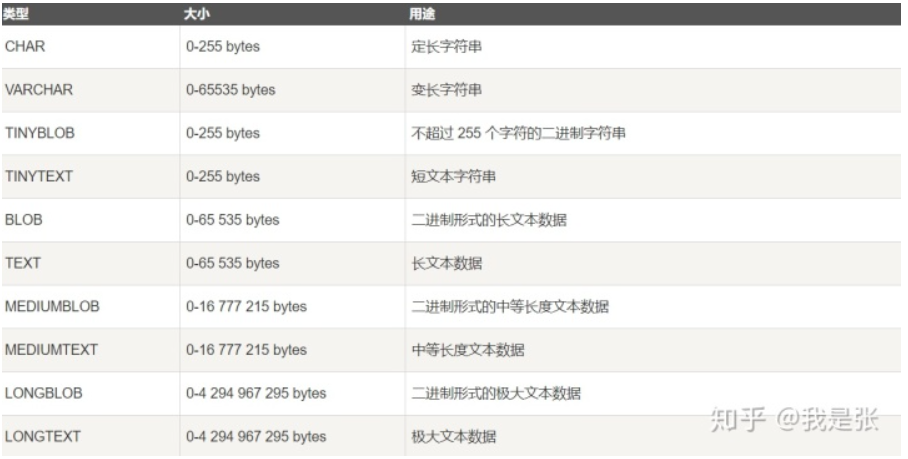 类型 大小 用途
CHAR 0-255 bytes 定长字符串
VARCHAR 0-65535 bytes 变长字符串
TINYBLOB 0-255 bytes 不超过 255 个字符的二进制字符串
TINYTEXT 0-255 bytes 短文本字符串
BLOB 0-65 535 bytes 二进制形式的长文本数据
TEXT 0-65 535 bytes 长文本数据
MEDIUMBLOB 0-16 777 215 bytes 二进制形式的中等长度文本数据
MEDIUMTEXT 0-16 777 215 bytes 中等长度文本数据
LONGBLOB 0-4 294 967 295 bytes 二进制形式的极大文本数据
LONGTEXT 0-4 294 967 295 bytes 极大文本数据
知乎 @我是张